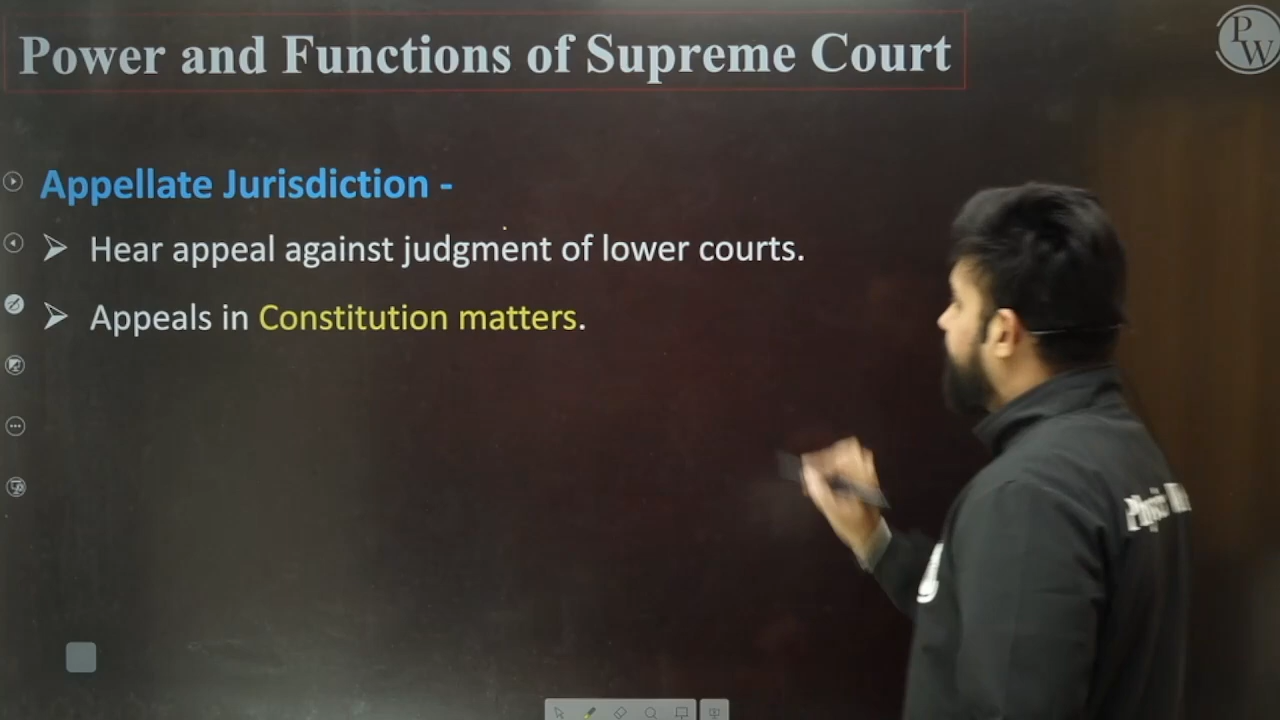 Power and Functions of Supreme Court
PW
Appellate Jurisdiction -
Hear appeal against judgment of lower courts.
Appeals in Constitution matters.